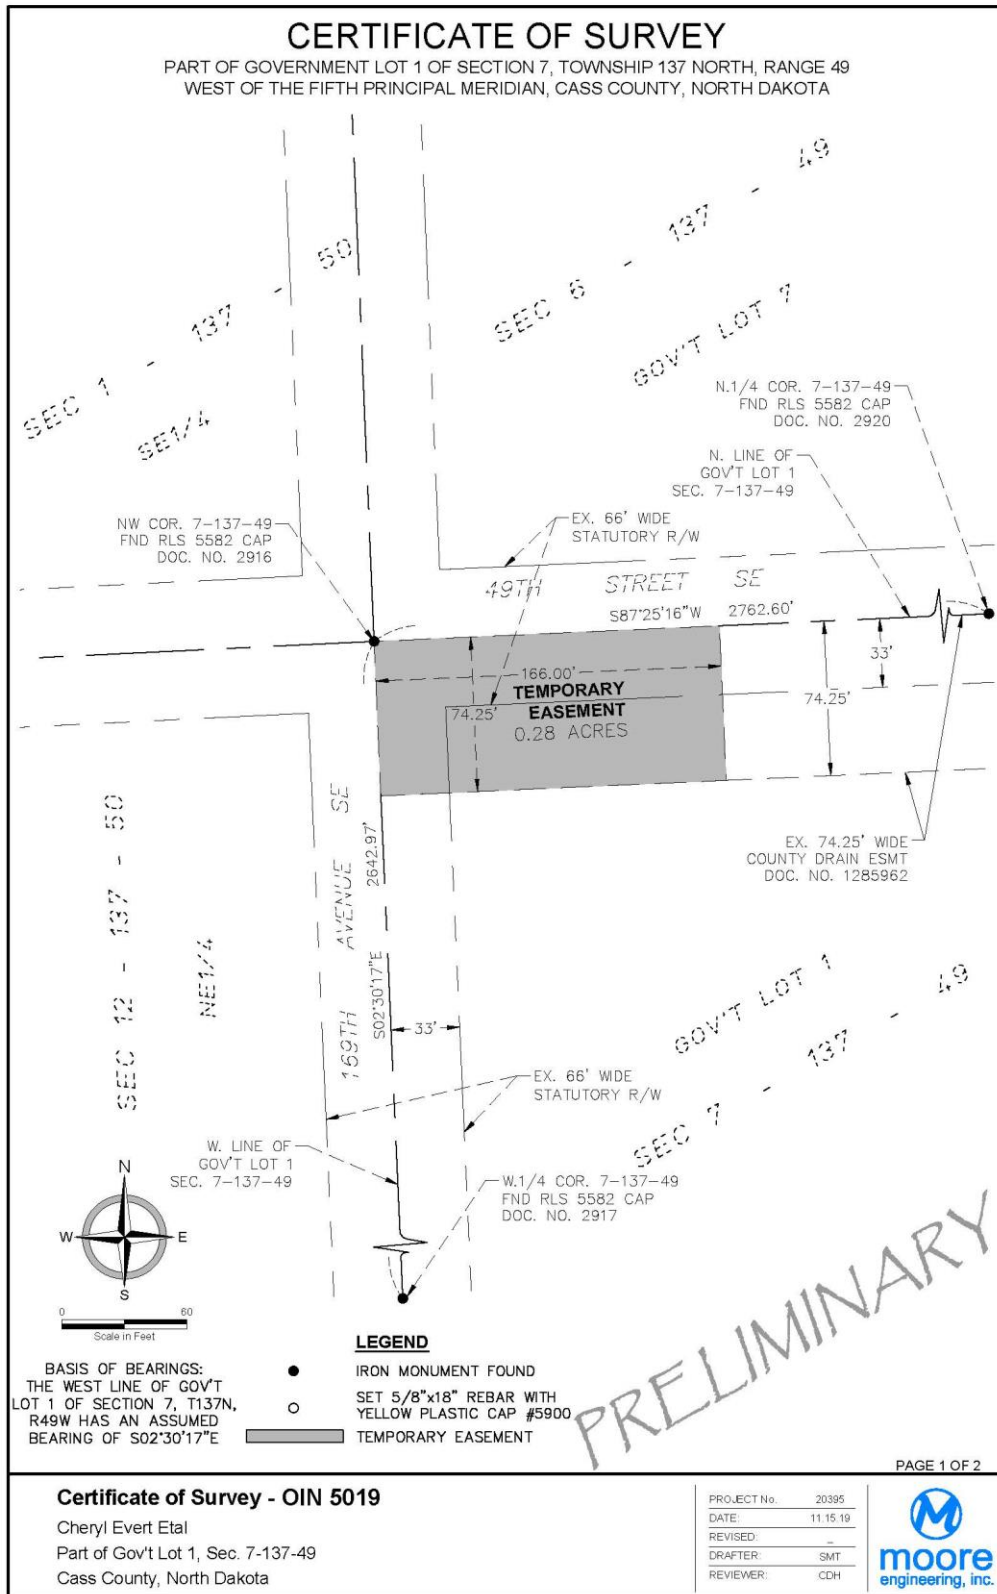 CERTIFICATE OF SURVEY
PART OF GOVERNMENT LOT 1 OF SECTION 7, TOWNSHIP 137 NORTH, RANGE 49
WEST OF THE FIFTH PRINCIPAL MERIDIAN, CASS COUNTY, NORTH DAKOTA
SEC 1 - 137 - 50
SE1/4
SEC 6 - 137 - 49
GOV'T LOT 7
N.1/4 COR. 7-137-49
FND RLS 5582 CAP
DOC. NO. 2920
N. LINE OF
GOV'T LOT 1
SEC. 7-137-49
NW COR. 7-137-49
FND RLS 5582 CAP
DOC. NO. 2916
EX. 66' WIDE
STATUTORY R/W
49TH STREET SE
S87°25'16"W 2762.60'
33'
74.25'
166.00'
TEMPORARY
EASEMENT
0.28 ACRES
74.25'
EX. 74.25' WIDE
COUNTY DRAIN ESMT
DOC. NO. 1285962
SEC 12 - 137 - 50
NE1/4
169TH AVENUE SE
S02°30'17"E 2642.97'
33'
GOV'T LOT 1
SEC 7 - 137 - 49
EX. 66' WIDE
STATUTORY R/W
W. LINE OF
GOV'T LOT 1
SEC. 7-137-49
W.1/4 COR. 7-137-49
FND RLS 5582 CAP
DOC. NO. 2917
N
W E
S
0 60
Scale in Feet
BASIS OF BEARINGS:
THE WEST LINE OF GOV'T
LOT 1 OF SECTION 7, T137N,
R49W HAS AN ASSUMED
BEARING OF S02°30'17"E
LEGEND
IRON MONUMENT FOUND
SET 5/8"x18" REBAR WITH
YELLOW PLASTIC CAP #5900
TEMPORARY EASEMENT
PRELIMINARY
PAGE 1 OF 2
Certificate of Survey - OIN 5019
Cheryl Evert Etal
Part of Gov't Lot 1, Sec. 7-137-49
Cass County, North Dakota
PROJECT No. 20395
DATE: 11.15.19
REVISED: --
DRAFTER: SMT
REVIEWER: CDH
moore
engineering, inc.